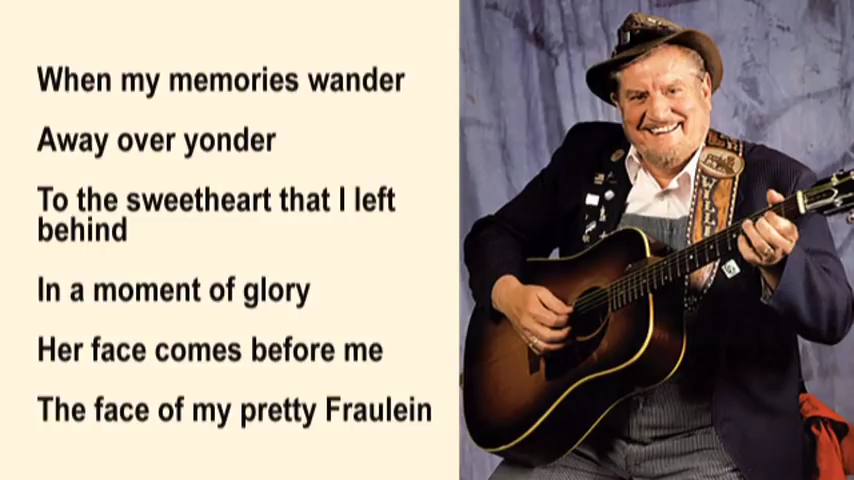 When my memories wander
Away over yonder
To the sweetheart that I left
behind
In a moment of glory
Her face comes before me
The face of my pretty Fraulein